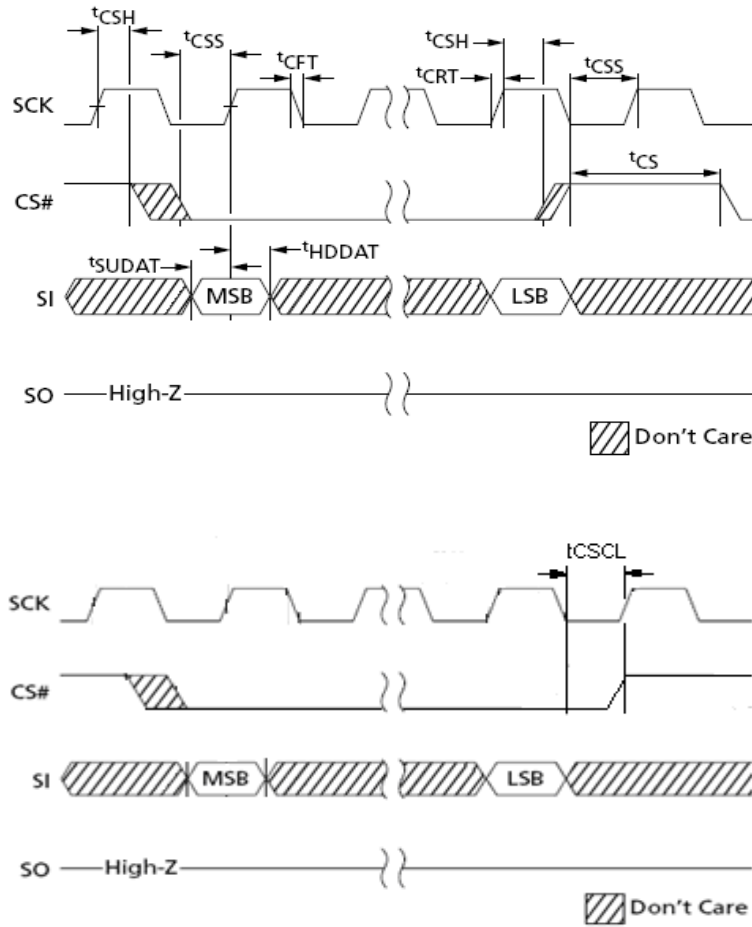 tCSH tCSS tCFT tCSH tCRT tCSS
SCK
tCS
CS#
tSUDAT tHDDAT
SI MSB LSB
SO High-Z
Don't Care
tCSCL
SCK
CS#
SI MSB LSB
SO High-Z
Don't Care